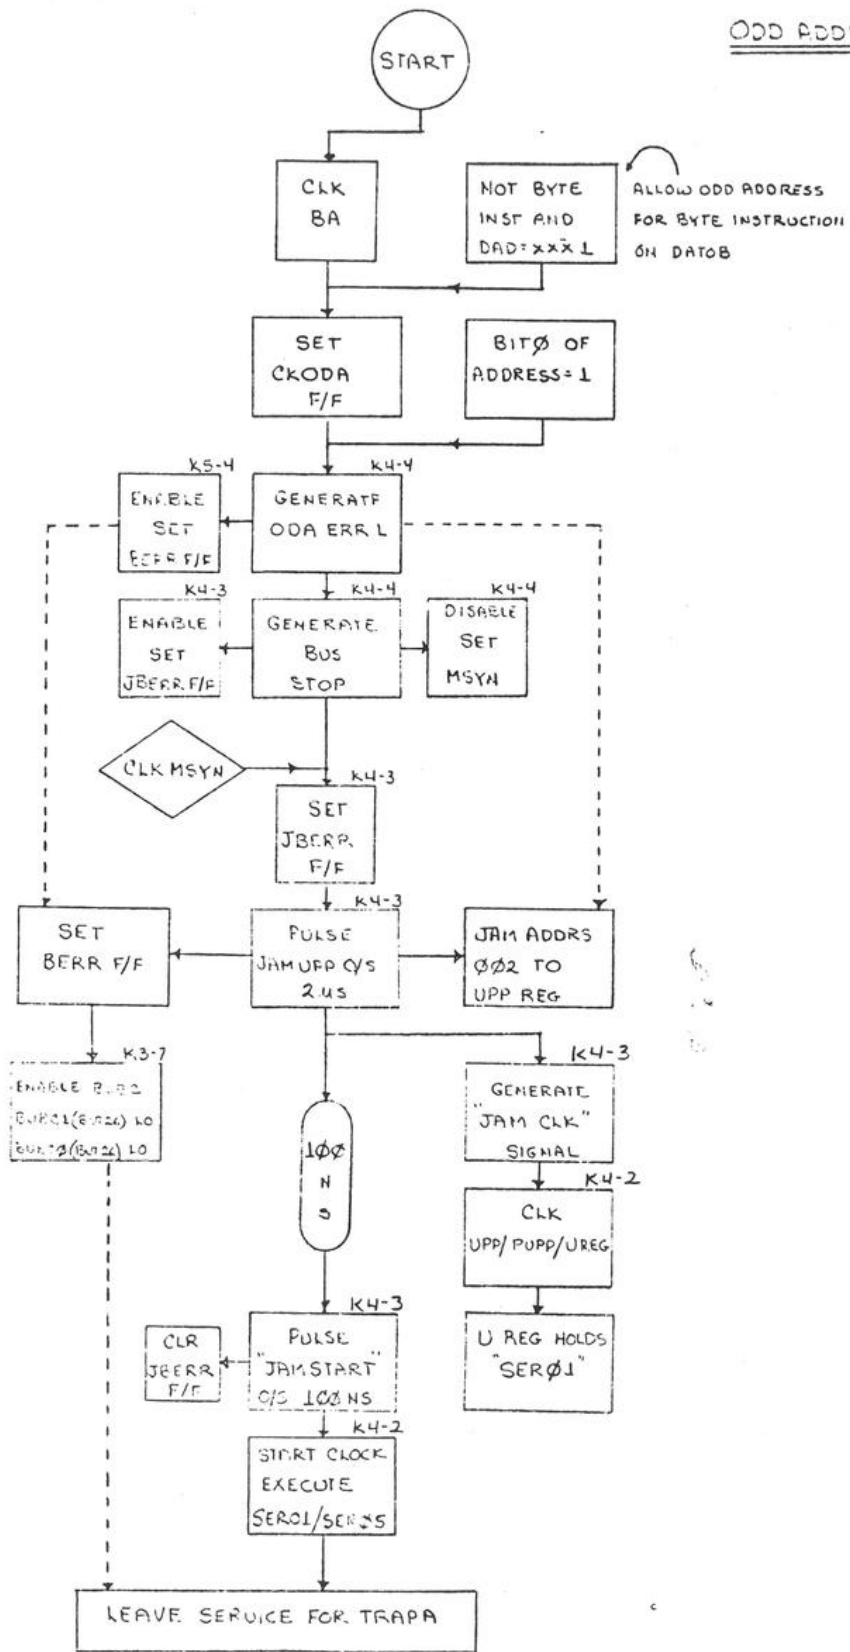 ODD ADD
START
CLK
BA
NOT BYTE
INST AND
DAD=XXX1
ALLOW ODD ADDRESS
FOR BYTE INSTRUCTION
ON DATOB
SET
CKODA
F/F
BITØ OF
ADDRESS=1
K5-4
ENABLE
SET
BERR F/F
K4-4
GENERATE
ODA ERR L
K4-3
ENABLE
SET
JBERR F/F
K4-4
GENERATE
BUS
STOP
K4-4
DISABLE
SET
MSYN
CLK MSYN
K4-3
SET
JBERR
F/F
SET
BERR F/F
K4-3
PULSE
JAMUPP O/S
2 us
JAM ADDRS
ØØ2 TO
UPP REG
K3-7
ENABLE
LO
LO
1ØØ
N
S
K4-3
GENERATE
"JAM CLK"
SIGNAL
K4-2
CLK
UPP/PUPP/UREG
U REG HOLDS
"SERØ1"
CLR
JBERR
F/F
K4-3
PULSE
"JAMSTART"
O/S 100 NS
K4-2
START CLOCK
EXECUTE
SER01/SERØ5
LEAVE SERVICE FOR TRAPA